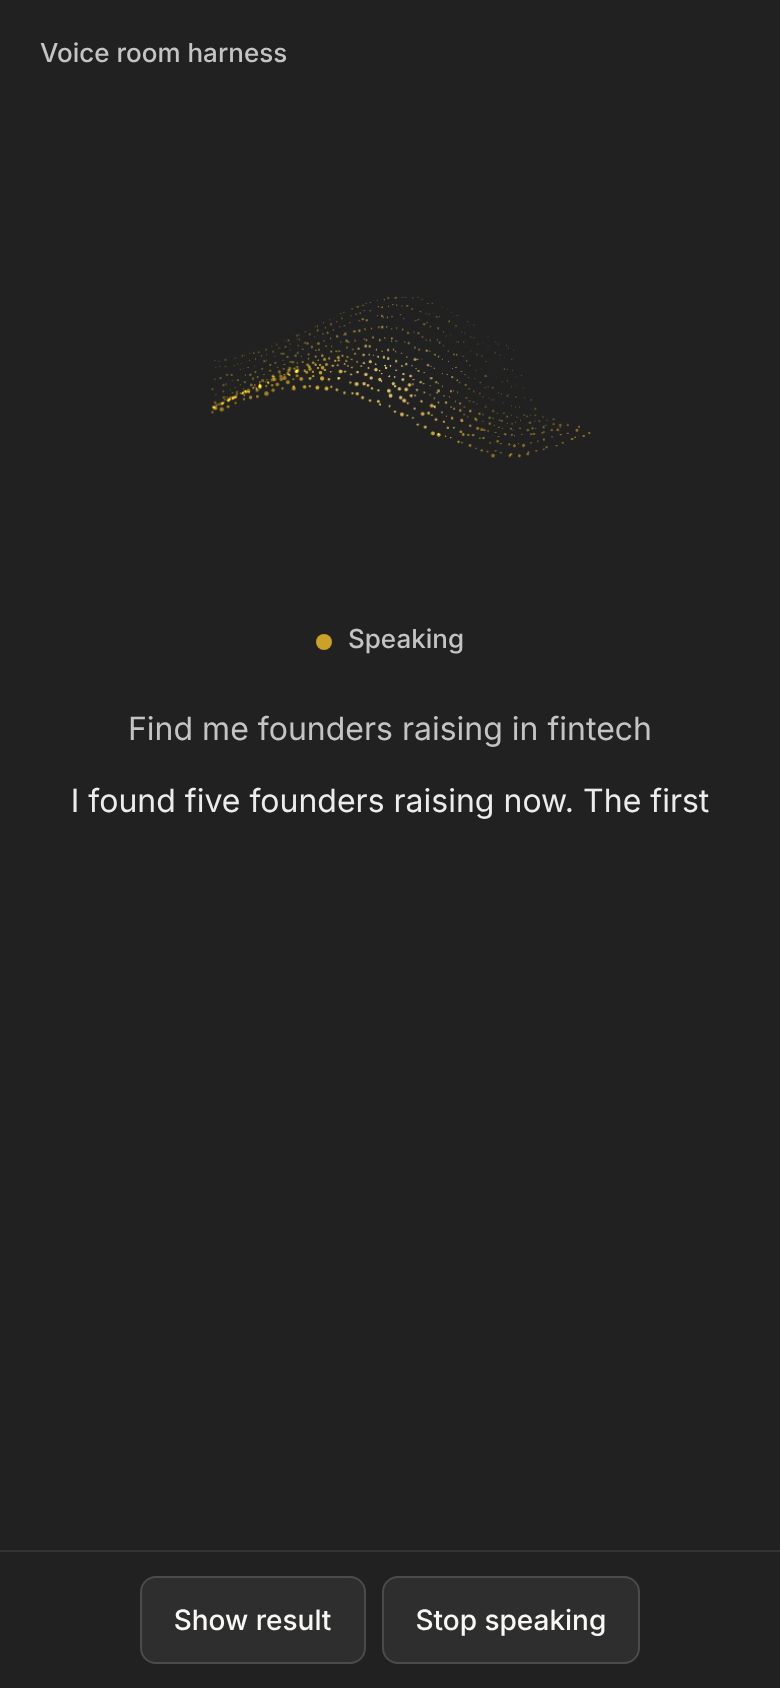 Voice room harness
Speaking
Find me founders raising in fintech
I found five founders raising now. The first
Show result
Stop speaking